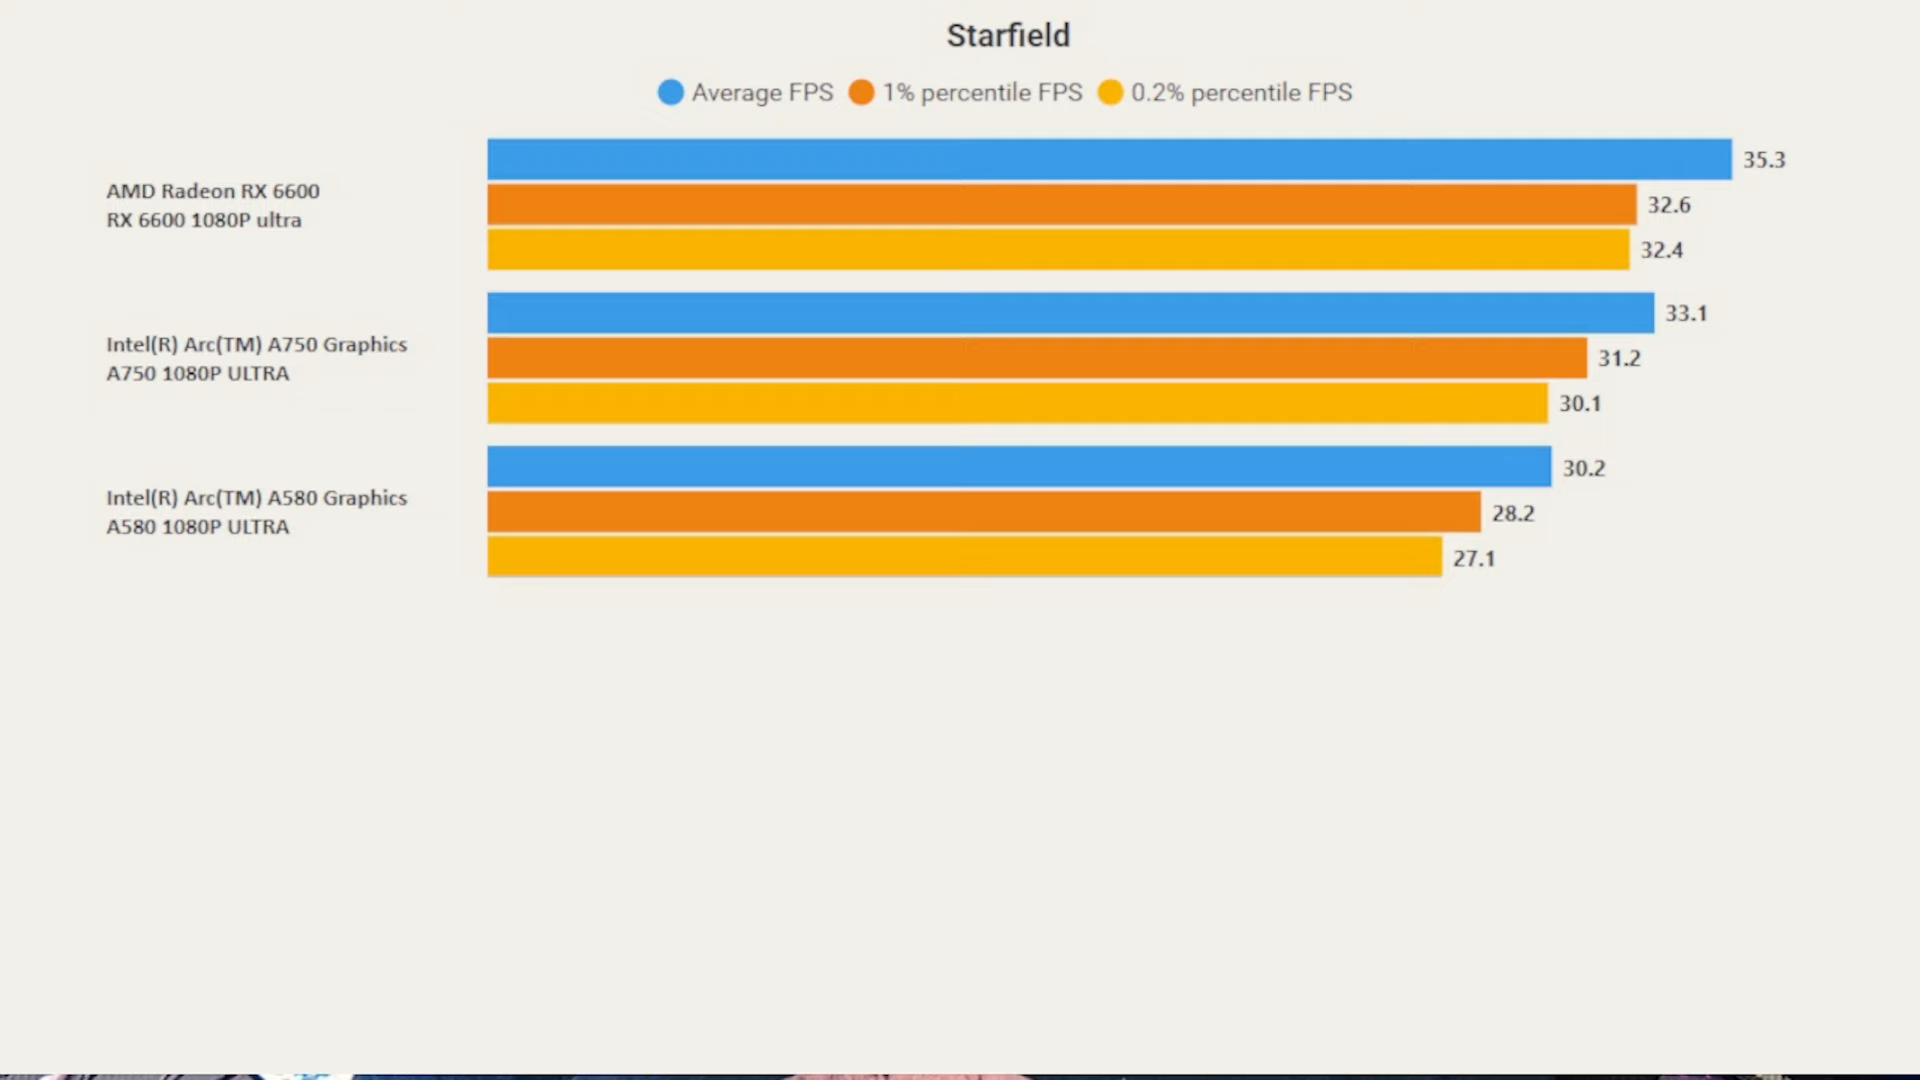 Starfield
Average FPS 1% percentile FPS 0.2% percentile FPS
AMD Radeon RX 6600
RX 6600 1080P ultra
35.3
32.6
32.4
Intel(R) Arc(TM) A750 Graphics
A750 1080P ULTRA
33.1
31.2
30.1
Intel(R) Arc(TM) A580 Graphics
A580 1080P ULTRA
30.2
28.2
27.1